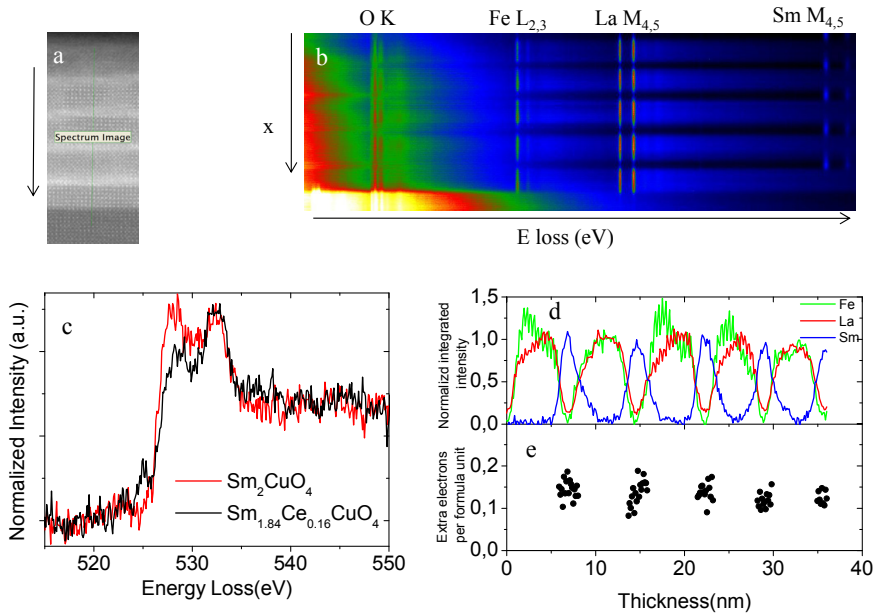 O K Fe L2,3 La M4,5 Sm M4,5
a
b
Spectrum Image
x
E loss (eV)
c
Normalized Intensity (a.u.)
Sm2CuO4
Sm1.84Ce0.16CuO4
520 530 540 550
Energy Loss(eV)
d
Fe
La
Sm
Normalizd integrated
intensity
1,5
1,0
0,5
0,0
e
Extra electrons
per formula unit
0,2
0,1
0,0
0 10 20 30 40
Thickness(nm)